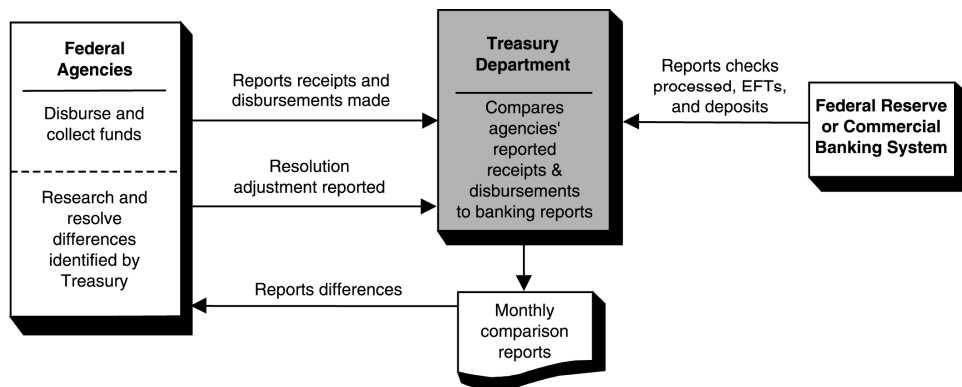 Federal
Agencies
Disburse and
collect funds
Research and
resolve
differences
identified by
Treasury
Reports receipts and
disbursements made
Resolution
adjustment reported
Reports differences
Treasury
Department
Compares
agencies'
reported
receipts &
disbursements
to banking reports
Monthly
comparison
reports
Reports checks
processed, EFTs,
and deposits
Federal Reserve
or Commercial
Banking System